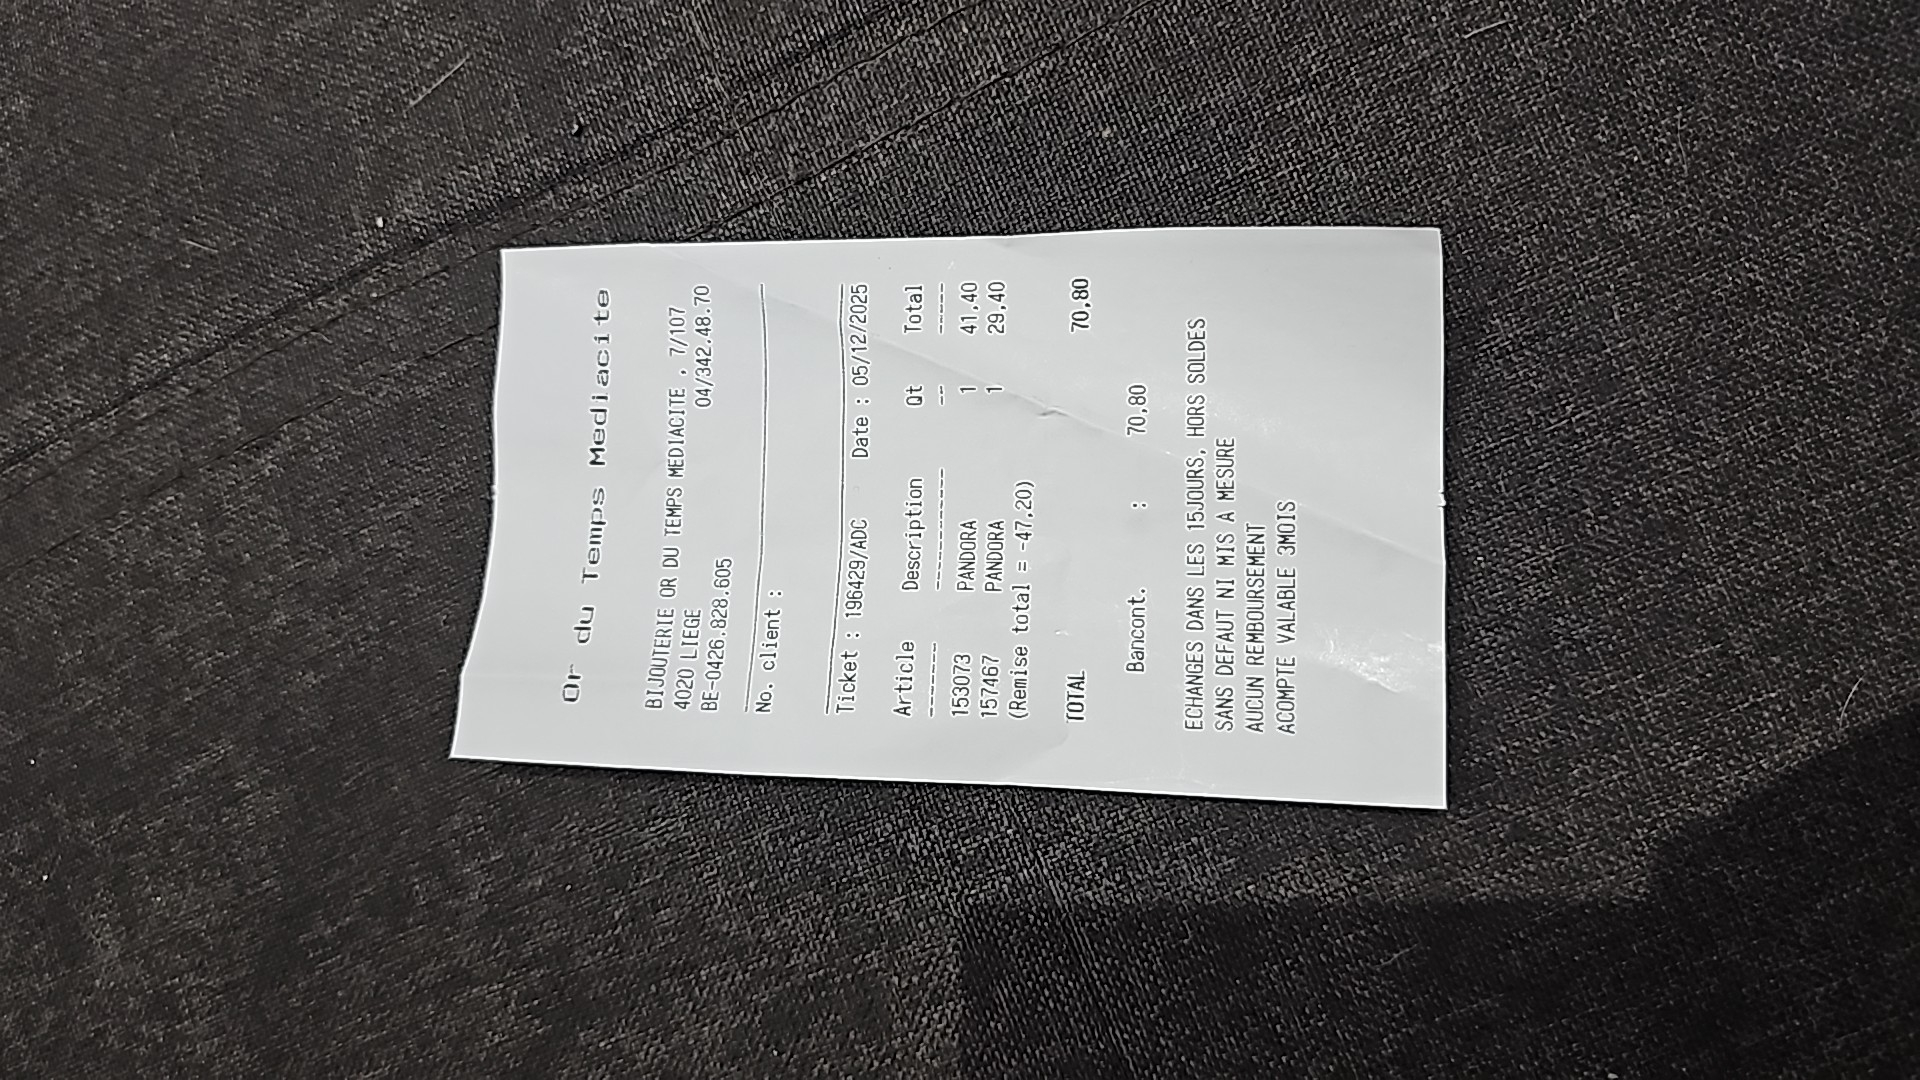 Or du Temps Mediacite
BIJOUTERIE OR DU TEMPS MEDIACITE , 7/107
4020 LIEGE 04/342.48.70
BE-0426.828.605
No. client :
Ticket : 196429/ADC Date : 05/12/2025
Article Description Qt Total
------- ----------- -- -----
153073 PANDORA 1 41,40
157467 PANDORA 1 29,40
(Remise total = -47,20)
TOTAL 70,80
Bancont. : 70,80
ECHANGES DANS LES 15JOURS, HORS SOLDES
SANS DEFAUT NI MIS A MESURE
AUCUN REMBOURSEMENT
ACOMPTE VALABLE 3MOIS